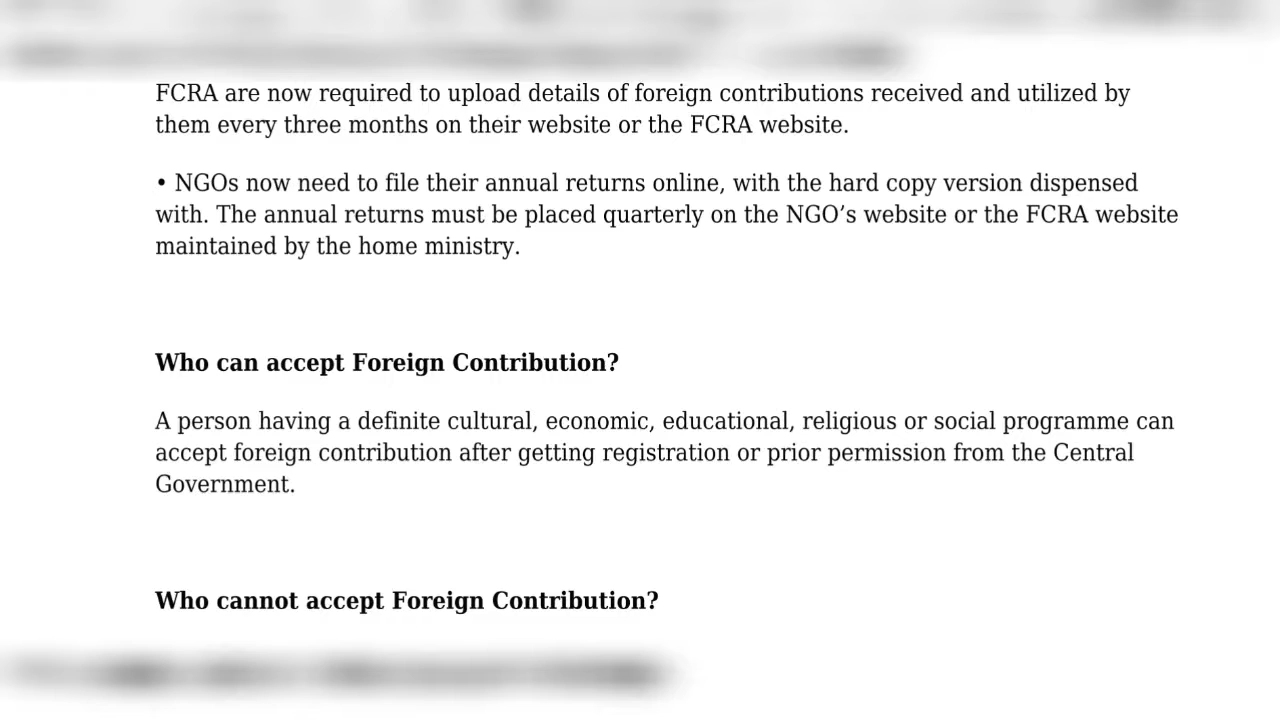 FCRA are now required to upload details of foreign contributions received and utilized by
them every three months on their website or the FCRA website.
• NGOs now need to file their annual returns online, with the hard copy version dispensed
with. The annual returns must be placed quarterly on the NGO’s website or the FCRA website
maintained by the home ministry.
Who can accept Foreign Contribution?
A person having a definite cultural, economic, educational, religious or social programme can
accept foreign contribution after getting registration or prior permission from the Central
Government.
Who cannot accept Foreign Contribution?